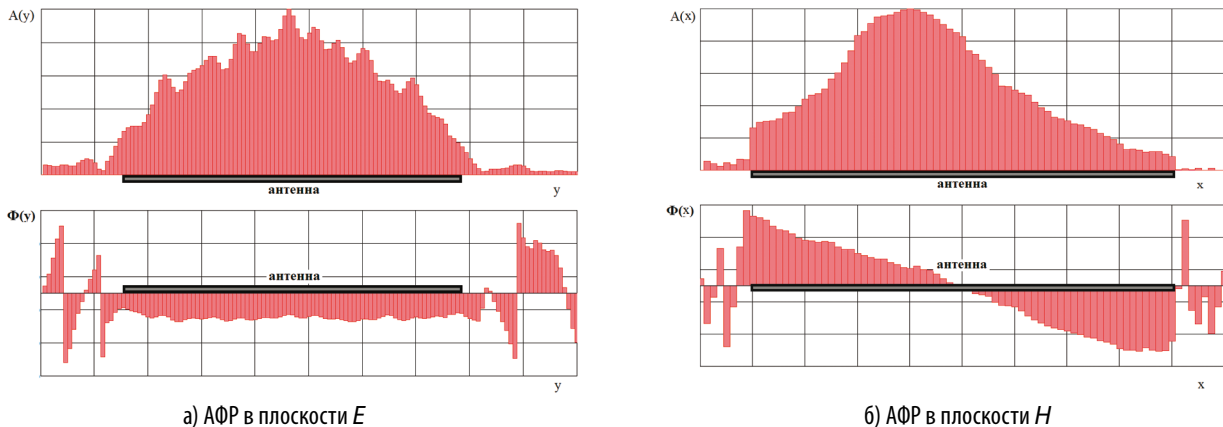 A(y)
антенна
y
Φ(y)
антенна
y
а) АФР в плоскости E
A(x)
антенна
x
Φ(x)
антенна
x
б) АФР в плоскости H